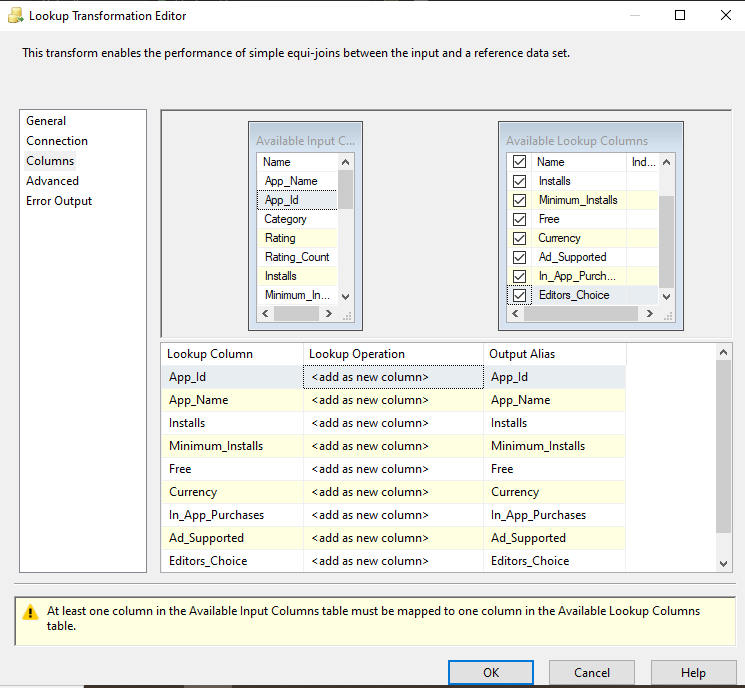 Lookup Transformation Editor
This transform enables the performance of simple equi-joins between the input and a reference data set.
General
Connection
Columns
Advanced
Error Output
Available Input C...
Name
App_Name
App_Id
Category
Rating
Rating_Count
Installs
Minimum_In...
Available Lookup Columns
Name Ind...
Installs
Minimum_Installs
Free
Currency
Ad_Supported
In_App_Purch...
Editors_Choice
Lookup Column Lookup Operation Output Alias
App_Id <add as new column> App_Id
App_Name <add as new column> App_Name
Installs <add as new column> Installs
Minimum_Installs <add as new column> Minimum_Installs
Free <add as new column> Free
Currency <add as new column> Currency
In_App_Purchases <add as new column> In_App_Purchases
Ad_Supported <add as new column> Ad_Supported
Editors_Choice <add as new column> Editors_Choice
At least one column in the Available Input Columns table must be mapped to one column in the Available Lookup Columns
table.
OK Cancel Help